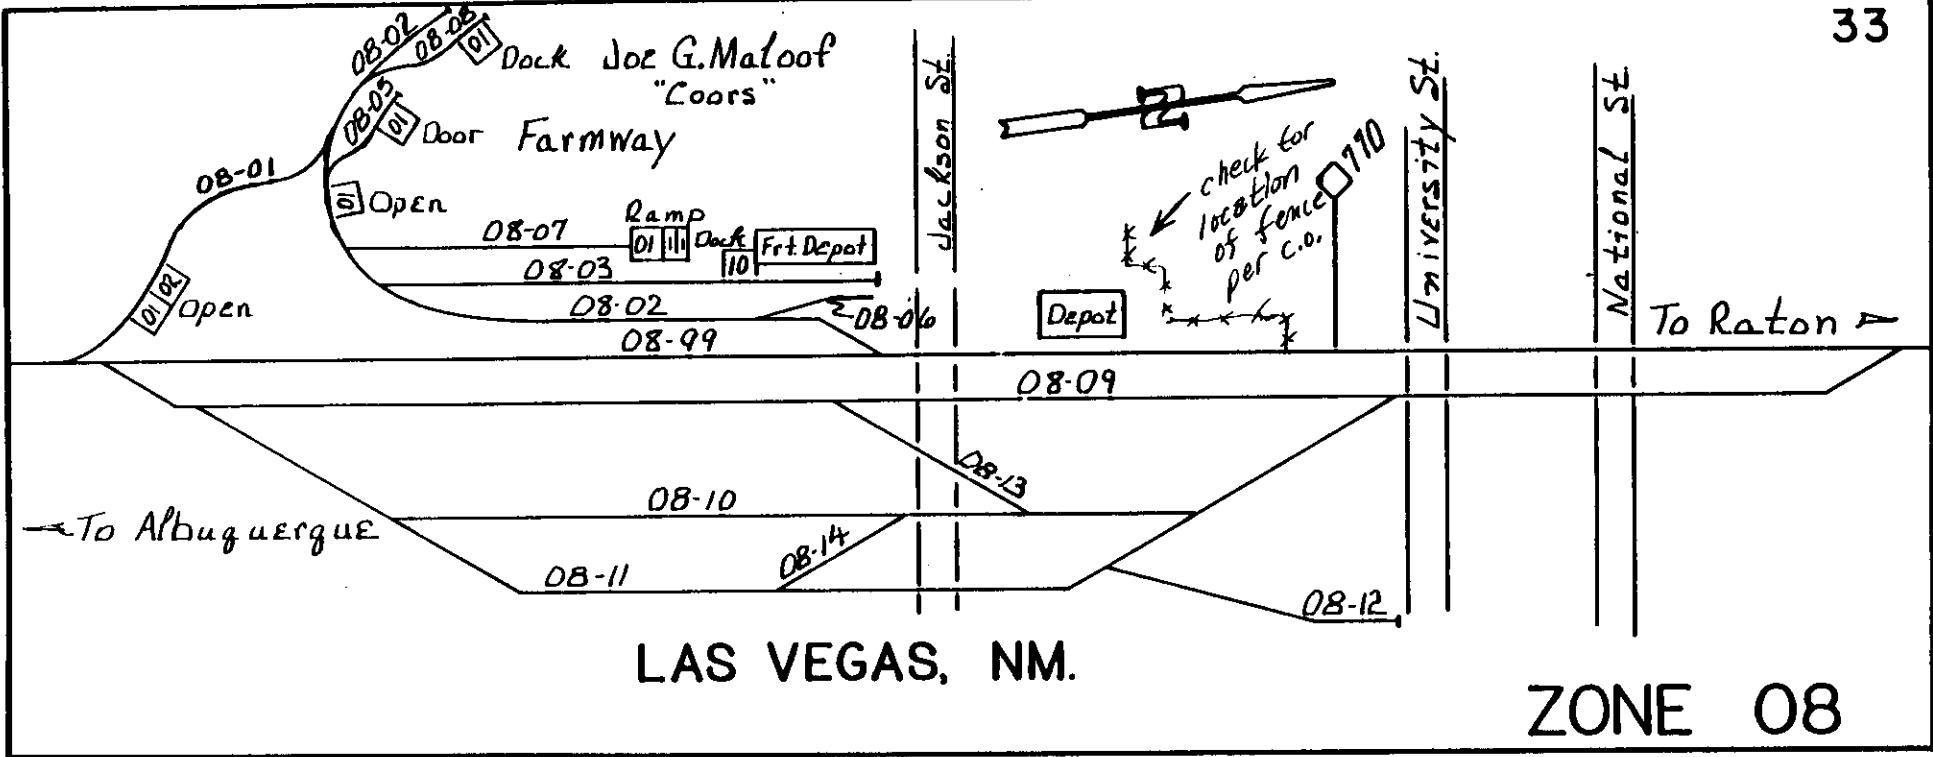 33
08-02
08-08
01
Dock Joe G. Maloof
"Coors"
08-05
01
Door Farmway
08-01
01
Open
08-07
Ramp
01
Dock
10
Frt. Depot
08-03
01 02
Open
08-02
08-06
08-99
Jackson St.
check for
location
of fence
per c.o.
770
Depot
University St.
National St
To Raton
08-09
08-13
08-10
To Albuquerque
08-14
08-11
08-12
LAS VEGAS, NM.
ZONE 08